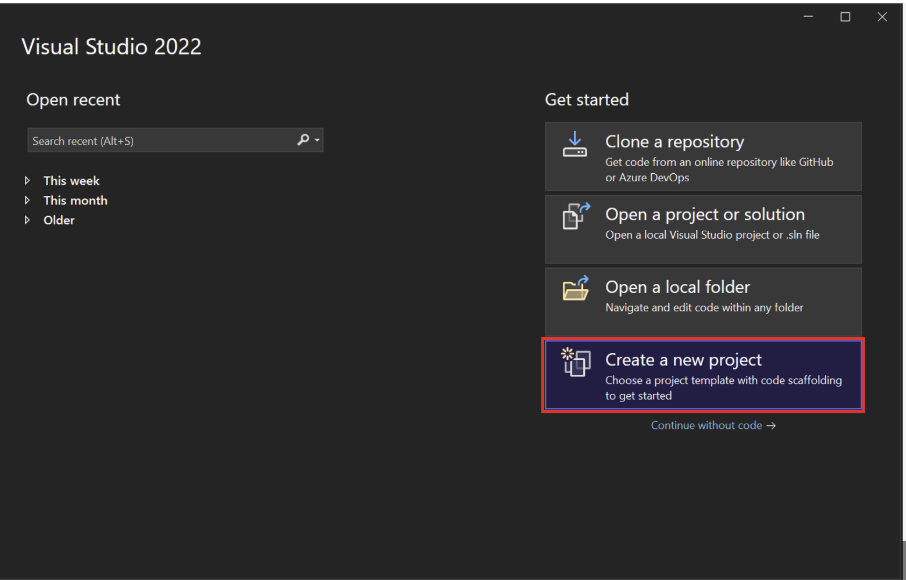 Visual Studio 2022
Open recent
Search recent (Alt+S)
This week
This month
Older
Get started
Clone a repository
Get code from an online repository like GitHub
or Azure DevOps
Open a project or solution
Open a local Visual Studio project or .sln file
Open a local folder
Navigate and edit code within any folder
Create a new project
Choose a project template with code scaffolding
to get started
Continue without code →